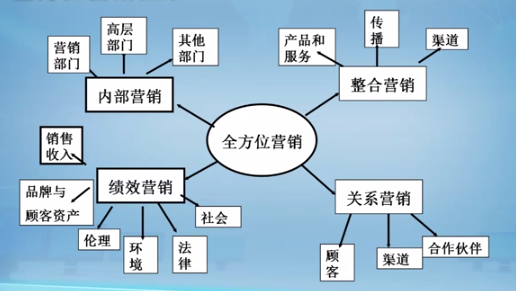 营销
部门
高层
部门
其他
部门
内部营销
产品和
服务
传播
渠道
整合营销
全方位营销
销售
收入
品牌与
顾客资产
绩效营销
伦理
环境
法律
社会
关系营销
顾客
渠道
合作伙伴